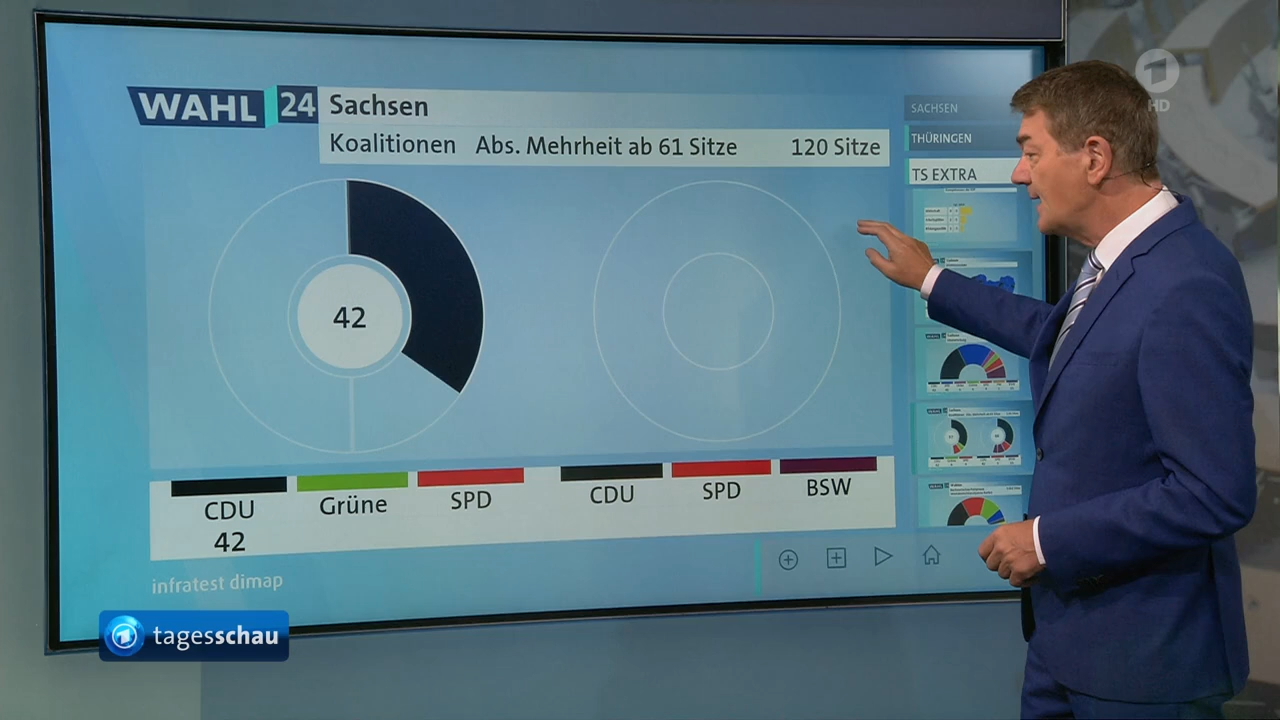 WAHL 24
Sachsen
Koalitionen Abs. Mehrheit ab 61 Sitze 120 Sitze
42
CDU
Grüne
SPD
CDU
SPD
BSW
42
infratest dimap
SACHSEN
THÜRINGEN
TS EXTRA
1
HD
1 tagesschau